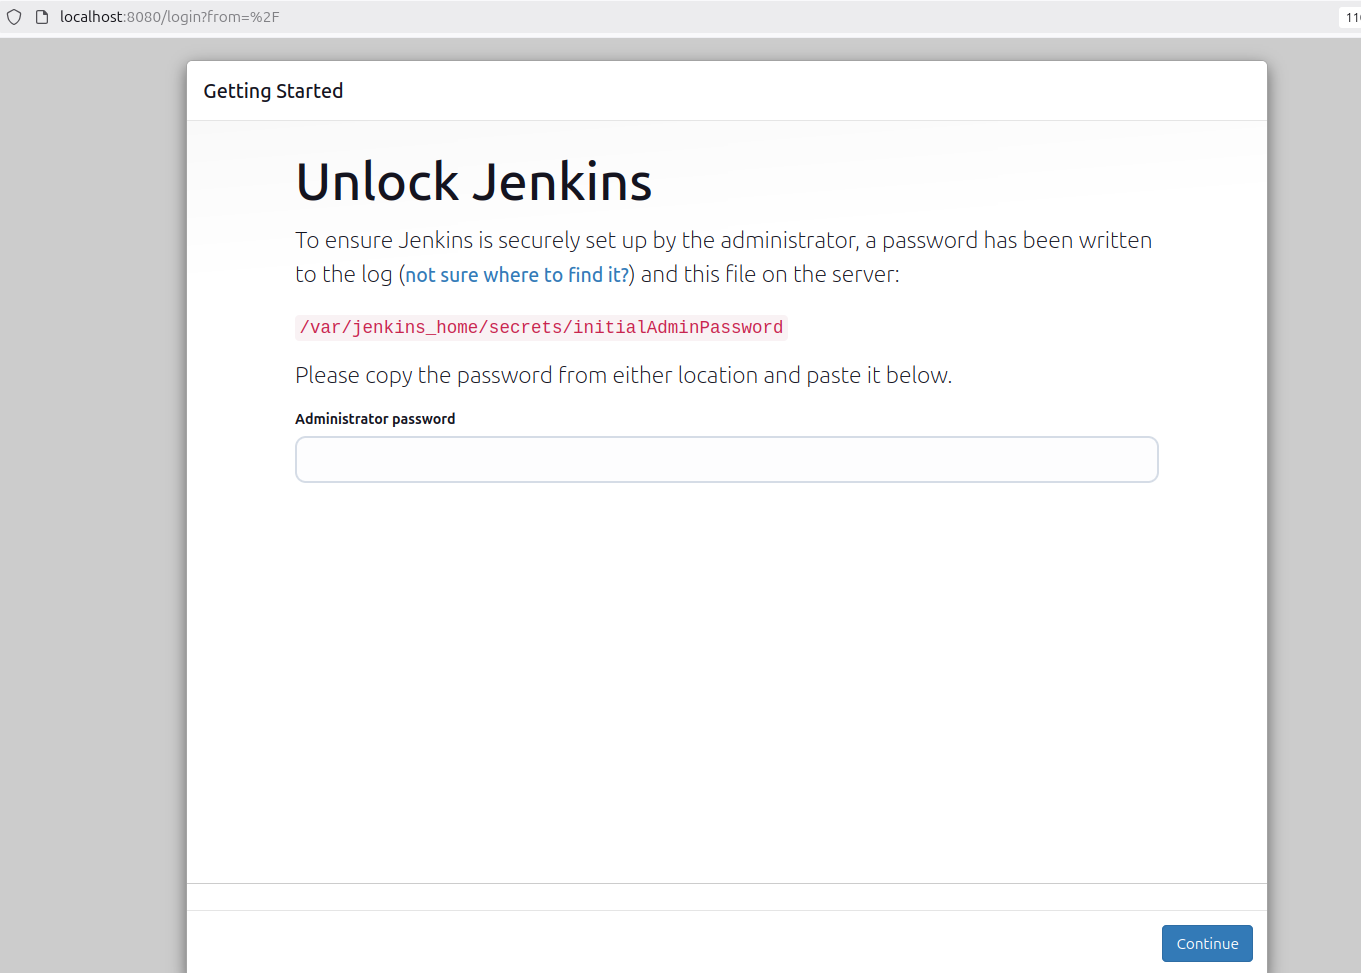 localhost:8080/login?from=%2F
Getting Started
Unlock Jenkins
To ensure Jenkins is securely set up by the administrator, a password has been written
to the log (not sure where to find it?) and this file on the server:
/var/jenkins_home/secrets/initialAdminPassword
Please copy the password from either location and paste it below.
Administrator password
Continue